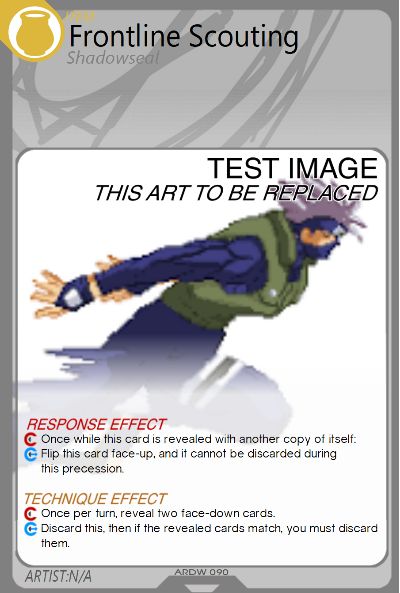 Frontline Scouting
Shadowseal
TEST IMAGE
THIS ART TO BE REPLACED
RESPONSE EFFECT
C Once while this card is revealed with another copy of itself:
Flip this card face-up, and it cannot be discarded during
this precession.
TECHNIQUE EFFECT
C Once per turn, reveal two face-down cards.
Discard this, then if the revealed cards match, you must discard
them.
ARTIST:N/A
ARDW 090